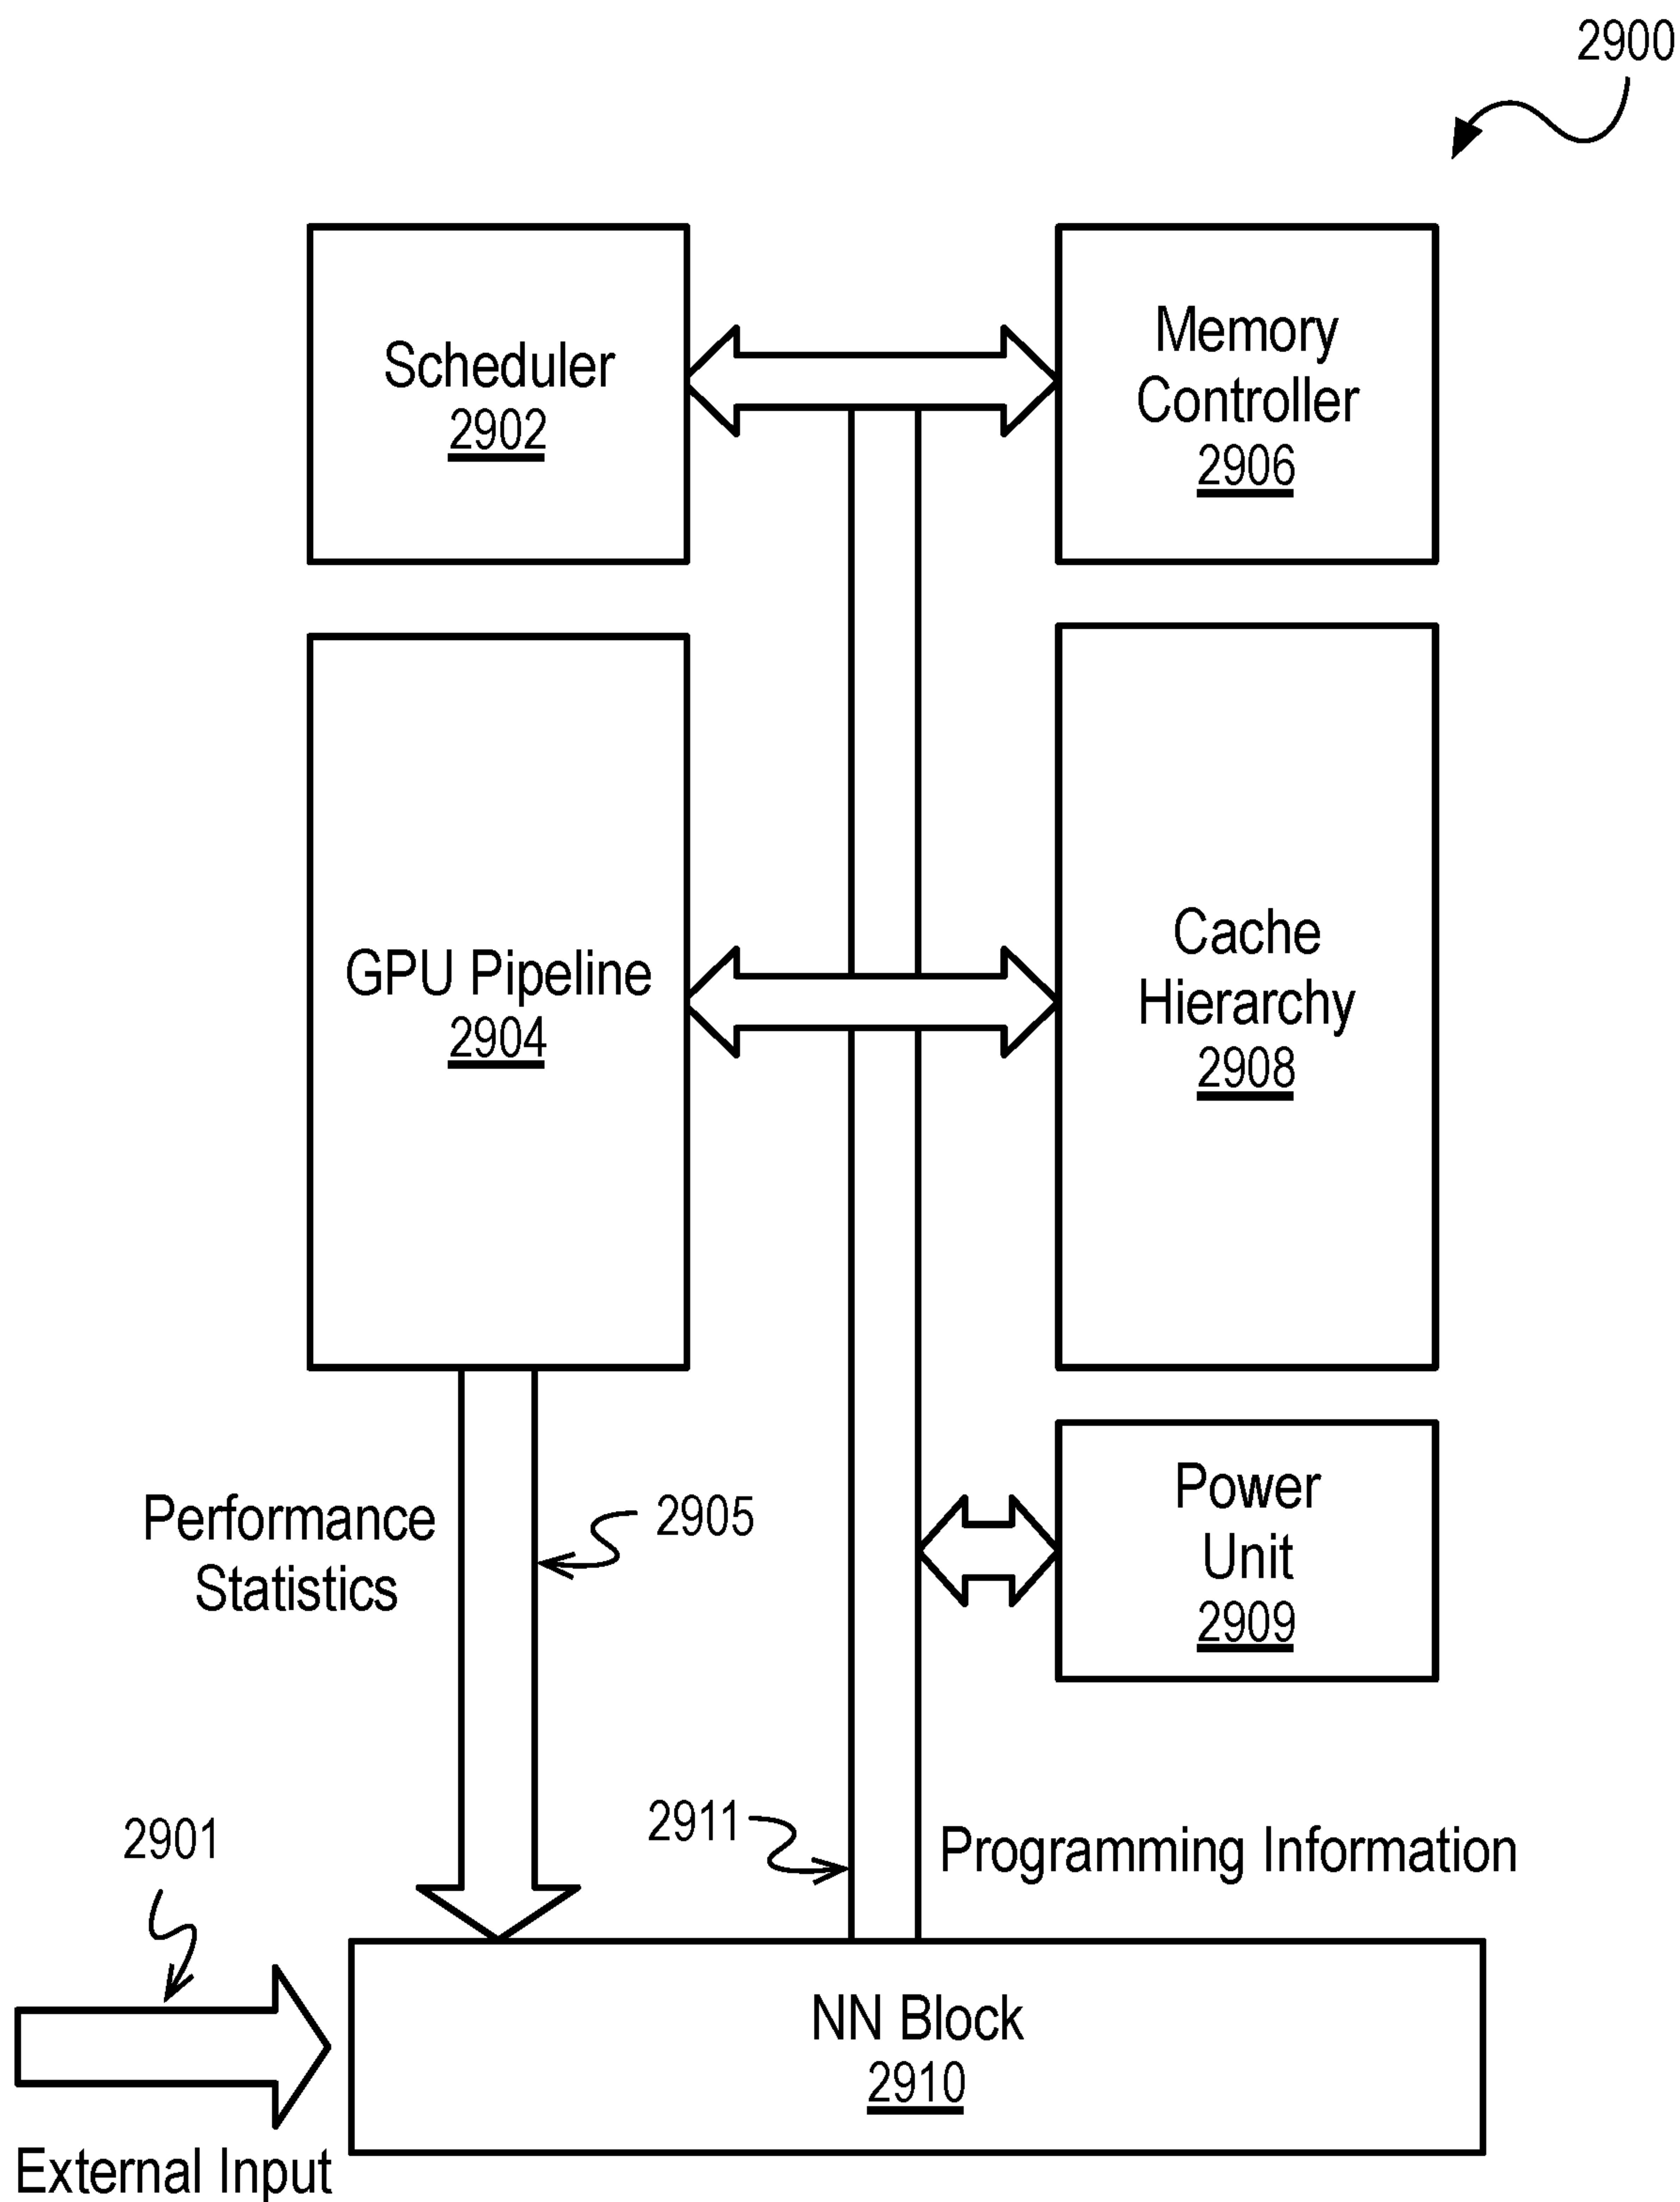 2900
Scheduler
2902
Memory
Controller
2906
GPU Pipeline
2904
Cache
Hierarchy
2908
Performance
Statistics
2905
Power
Unit
2909
2901
2911
Programming Information
NN Block
2910
External Input